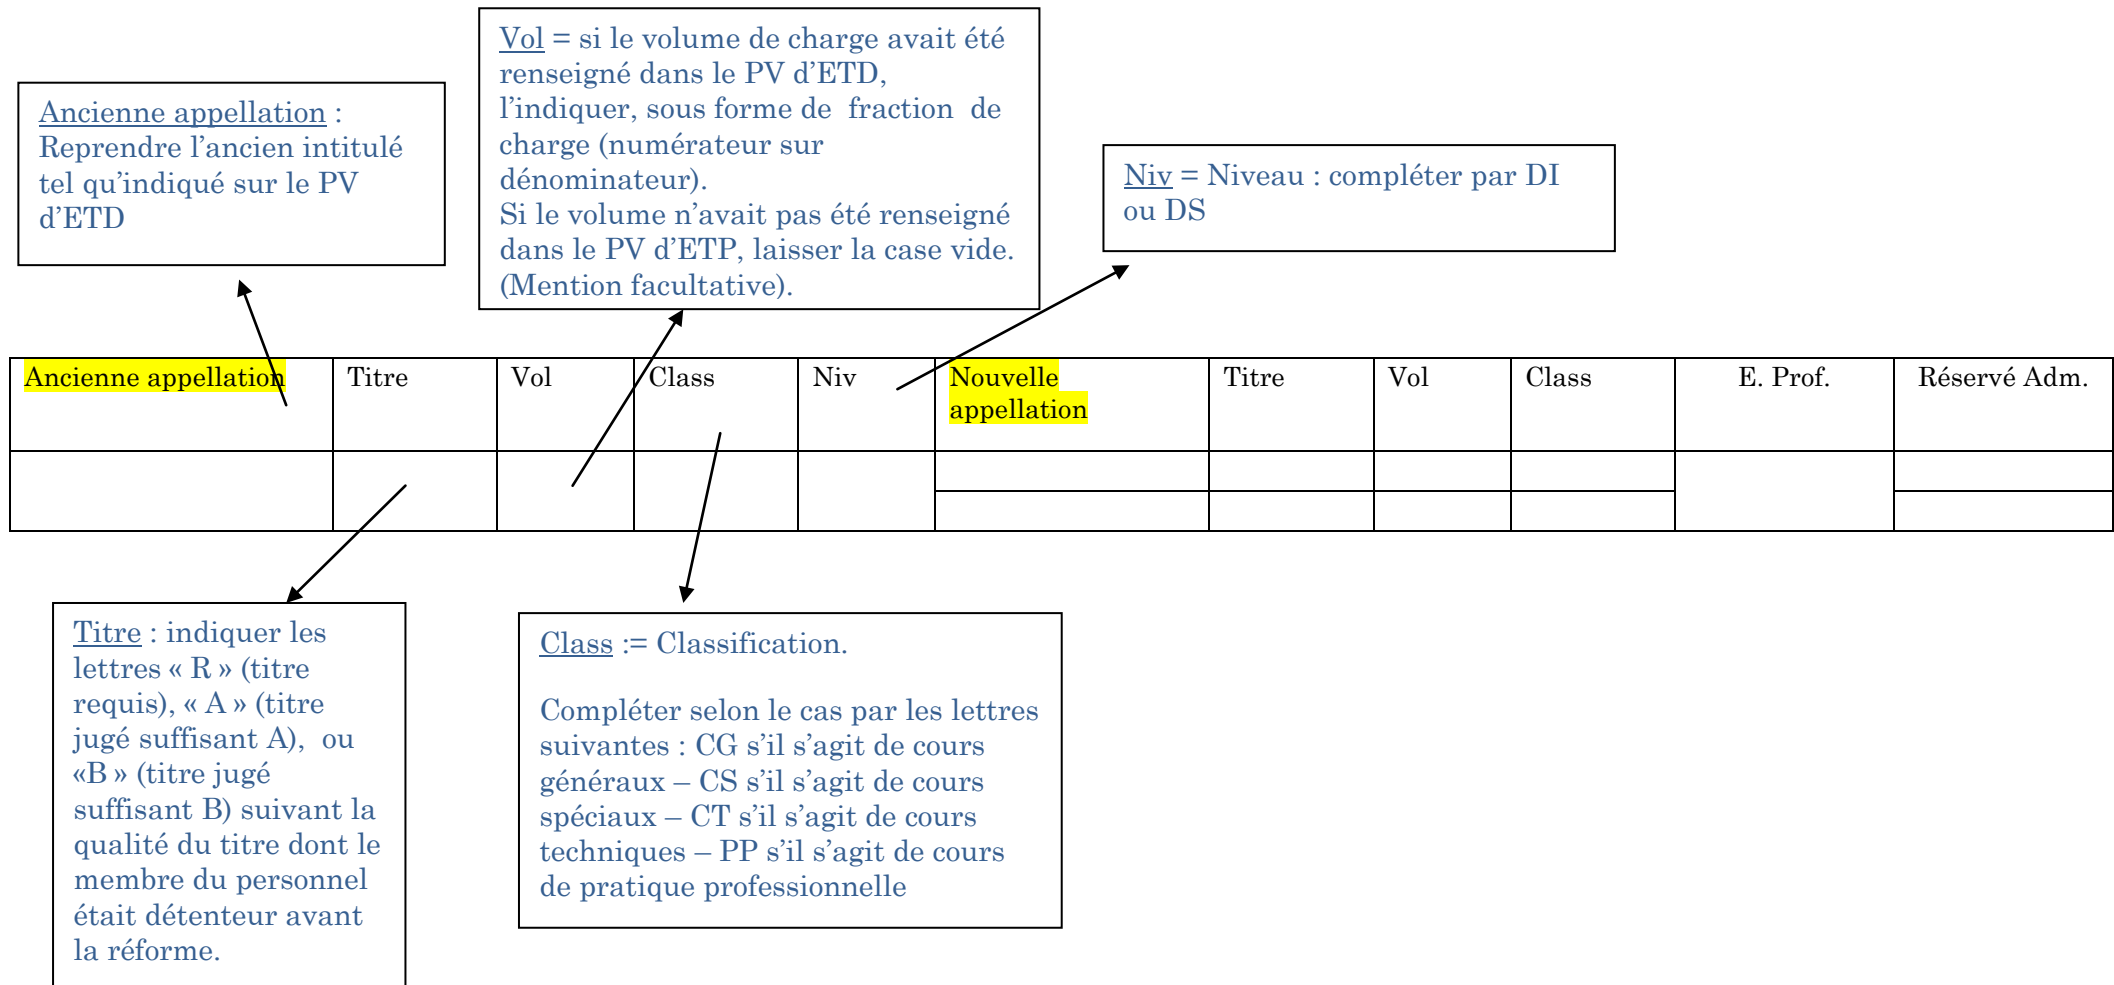 Vol = si le volume de charge avait été
renseigné dans le PV d’ETD,
l’indiquer, sous forme de fraction de
charge (numérateur sur
dénominateur).
Si le volume n’avait pas été renseigné
dans le PV d’ETP, laisser la case vide.
(Mention facultative).
Ancienne appellation :
Reprendre l’ancien intitulé
tel qu’indiqué sur le PV
d’ETD
Niv = Niveau : compléter par DI
ou DS
Ancienne appellation Titre Vol Class Niv Nouvelle Titre Vol Class E. Prof. Réservé Adm.
appellation
Titre : indiquer les
lettres « R » (titre
requis), « A » (titre
jugé suffisant A), ou
«B » (titre jugé
suffisant B) suivant la
qualité du titre dont le
membre du personnel
était détenteur avant
la réforme.
Class := Classification.
Compléter selon le cas par les lettres
suivantes : CG s’il s’agit de cours
généraux – CS s’il s’agit de cours
spéciaux – CT s’il s’agit de cours
techniques – PP s’il s’agit de cours
de pratique professionnelle